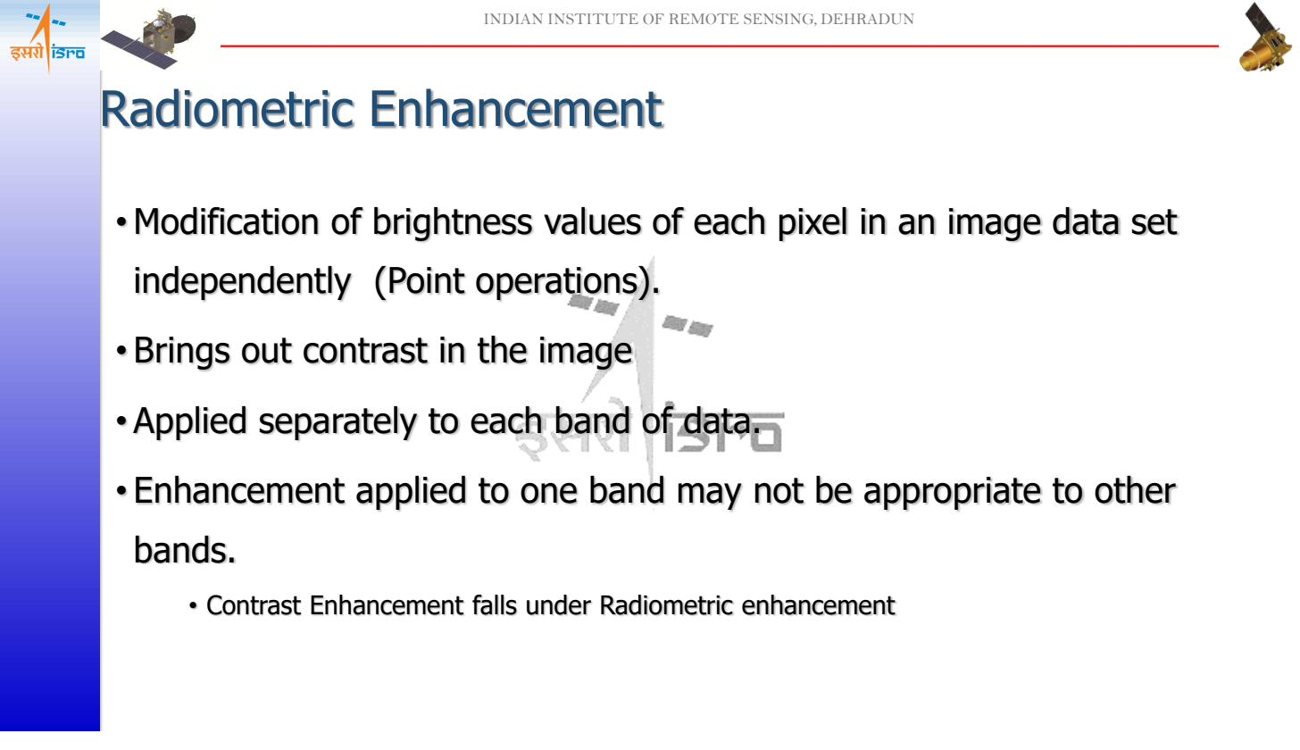 INDIAN INSTITUTE OF REMOTE SENSING, DEHRADUN
इसरो isro
Radiometric Enhancement
• Modification of brightness values of each pixel in an image data set
independently (Point operations).
• Brings out contrast in the image
• Applied separately to each band of data.
इसरो isro
• Enhancement applied to one band may not be appropriate to other
bands.
• Contrast Enhancement falls under Radiometric enhancement